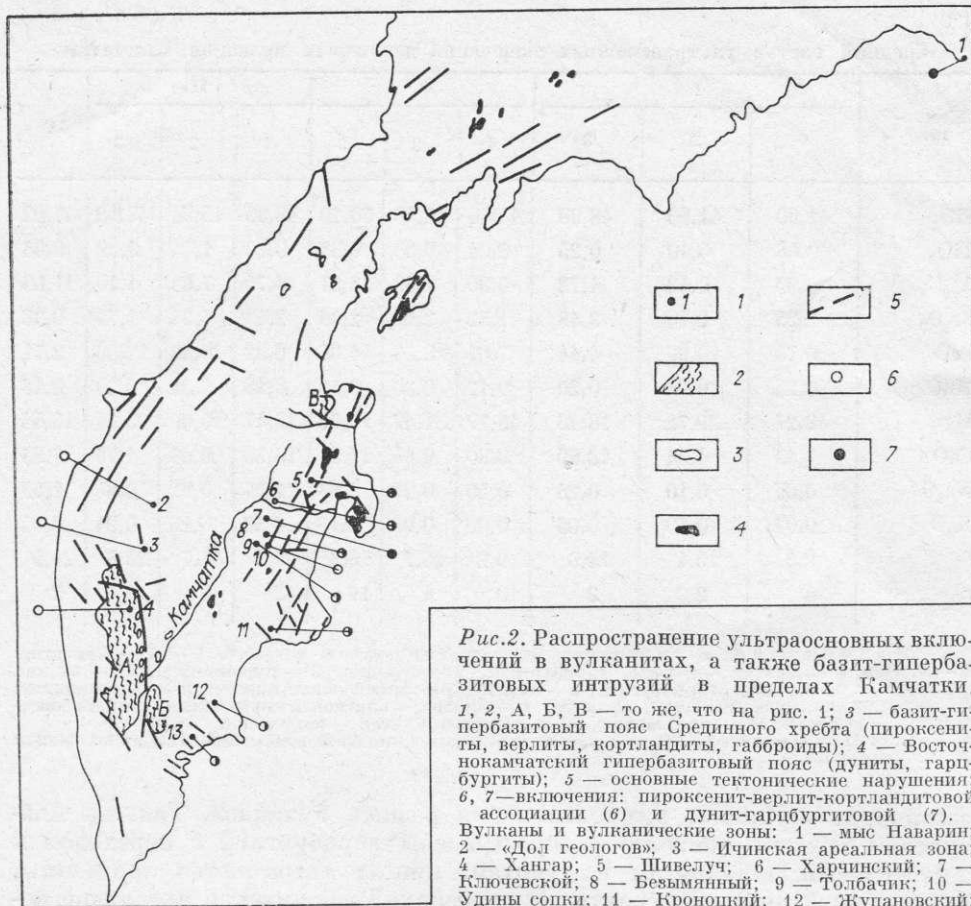 1
1 1 5
2 6
3 7
4
В
5
6
7
8
9
10
11
2
3
4
А
Б
12
13
Камчатка
Рис.2. Распространение ультраосновных вклю-
чений в вулканитах, а также базит-гиперба-
зитовых интрузий в пределах Камчатки
1, 2, А, Б, В — то же, что на рис. 1; 3 — базит-ги-
пербазитовый пояс Срединного хребта (пироксени-
ты, верлиты, кортландиты, габброиды); 4 — Восточ-
нокамчатский гипербазитовый пояс (дуниты, гарц-
бургиты); 5 — основные тектонические нарушения;
6, 7—включения: пироксенит-верлит-кортландитовой
ассоциации (6) и дунит-гарцбургитовой (7).
Вулканы и вулканические зоны: 1 — мыс Наварин;
— «Дол геологов»; 3 — Ичинская ареальная зона;
4 — Хангар; 5 — Шивелуч; 6 — Харчинский; 7 —
Ключевской; 8 — Безымянный; 9 — Толбачик; 10 —
Удины сопки; 11 — Кроноцкий; 12 — Жупановский;